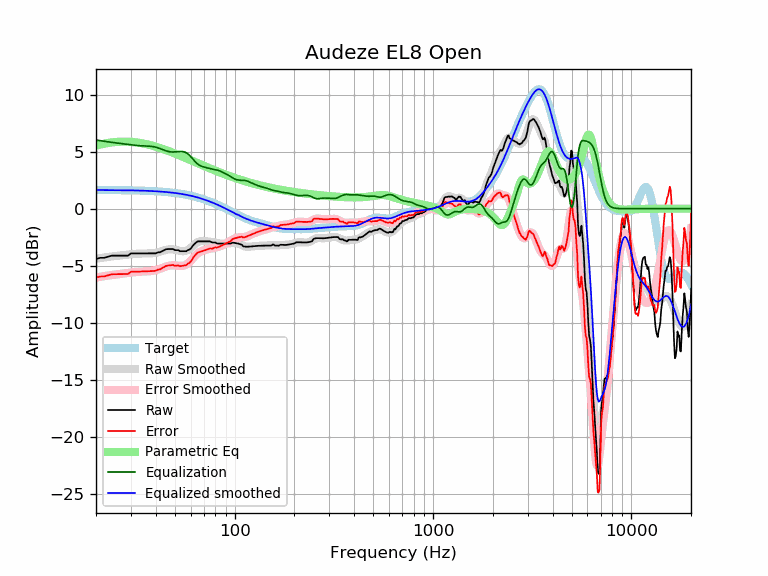 Audeze EL8 Open
Amplitude (dBr)
10
5
0
−5
−10
−15
−20
−25
Target
Raw Smoothed
Error Smoothed
Raw
Error
Parametric Eq
Equalization
Equalized smoothed
100
1000
10000
Frequency (Hz)